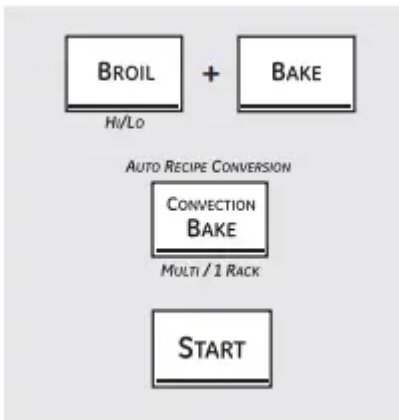 BROIL + BAKE
HI/LO
AUTO RECIPE CONVERSION
CONVECTION
BAKE
MULTI / 1 RACK
START